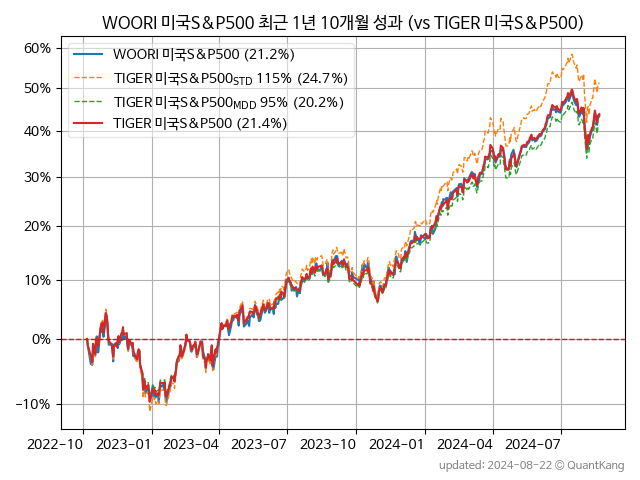 WOORI 미국S&P500 최근 1년 10개월 성과 (vs TIGER 미국S&P500)
60%
50%
40%
30%
20%
10%
0%
−10%
WOORI 미국S&P500 (21.2%)
TIGER 미국S&P500STD 115% (24.7%)
TIGER 미국S&P500MDD 95% (20.2%)
TIGER 미국S&P500 (21.4%)
2022-10 2023-01 2023-04 2023-07 2023-10 2024-01 2024-04 2024-07
updated: 2024-08-22 © QuantKang